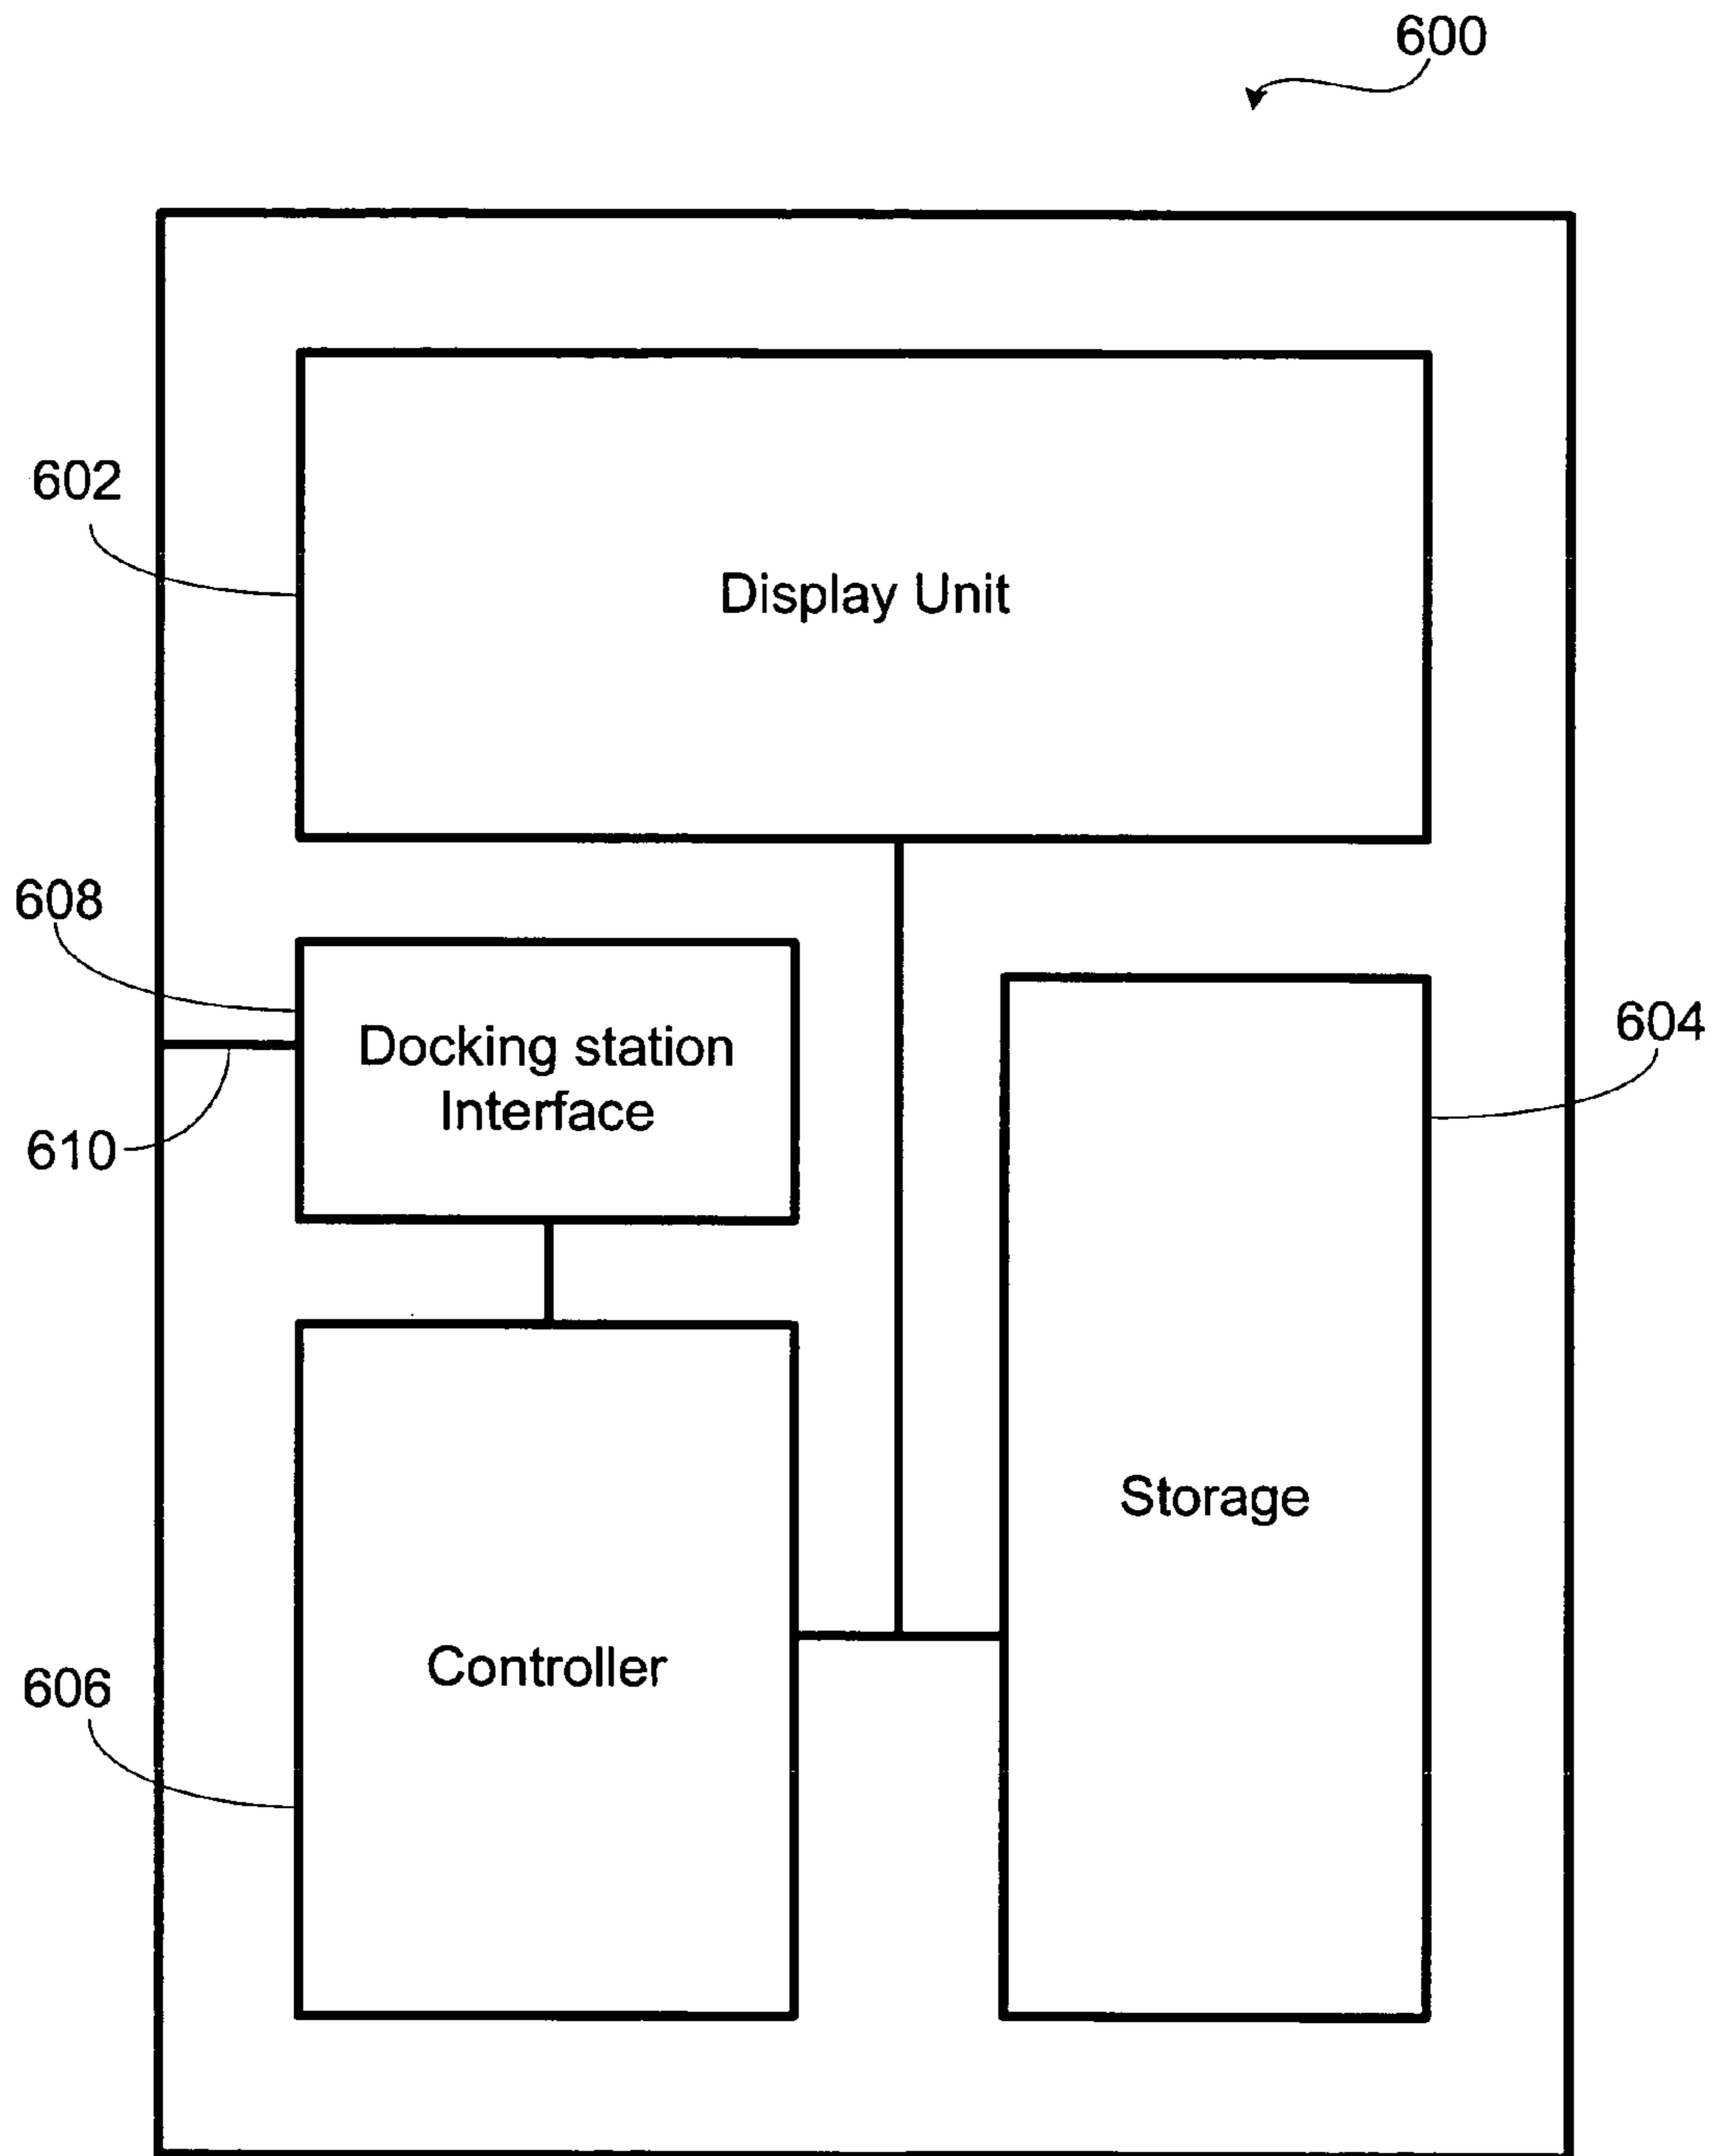 600
602
Display Unit
608
Docking station
Interface
604
610
Storage
Controller
606